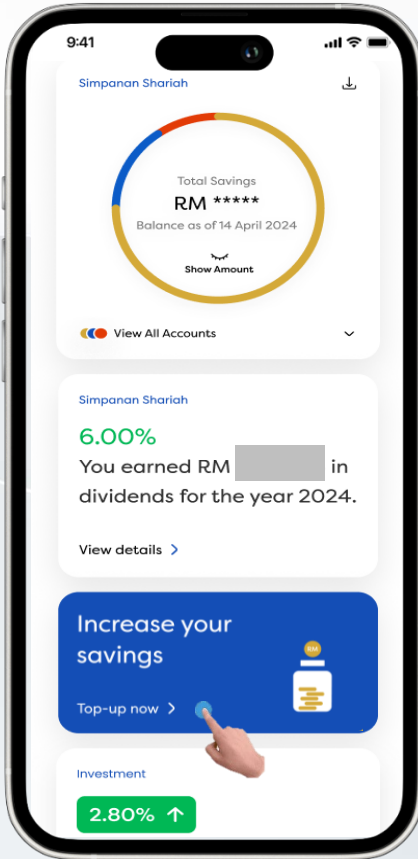 9:41
Simpanan Shariah
Total Savings
RM *****
Balance as of 14 April 2024
Show Amount
View All Accounts
Simpanan Shariah
6.00%
You earned RM in
dividends for the year 2024.
View details
Increase your
savings
RM
Top-up now
Investment
2.80%